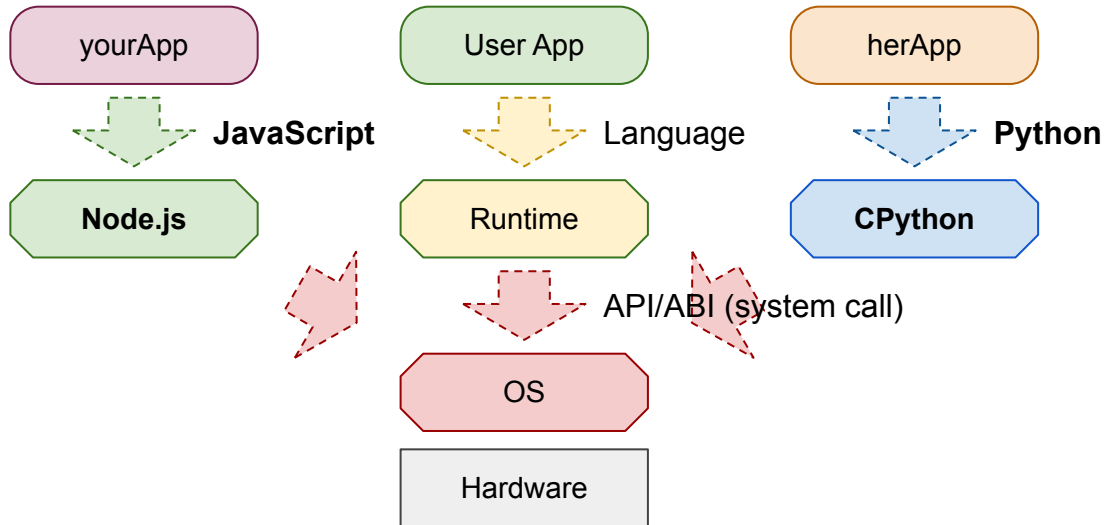 yourApp
User App
herApp
JavaScript
Language
Python
Node.js
Runtime
CPython
API/ABI (system call)
OS
Hardware